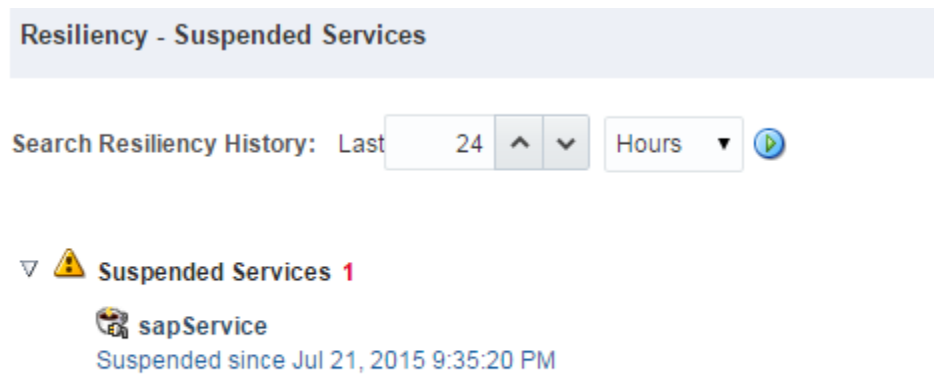 Resiliency - Suspended Services
Search Resiliency History: Last 24 Hours
Suspended Services 1
sapService
Suspended since Jul 21, 2015 9:35:20 PM